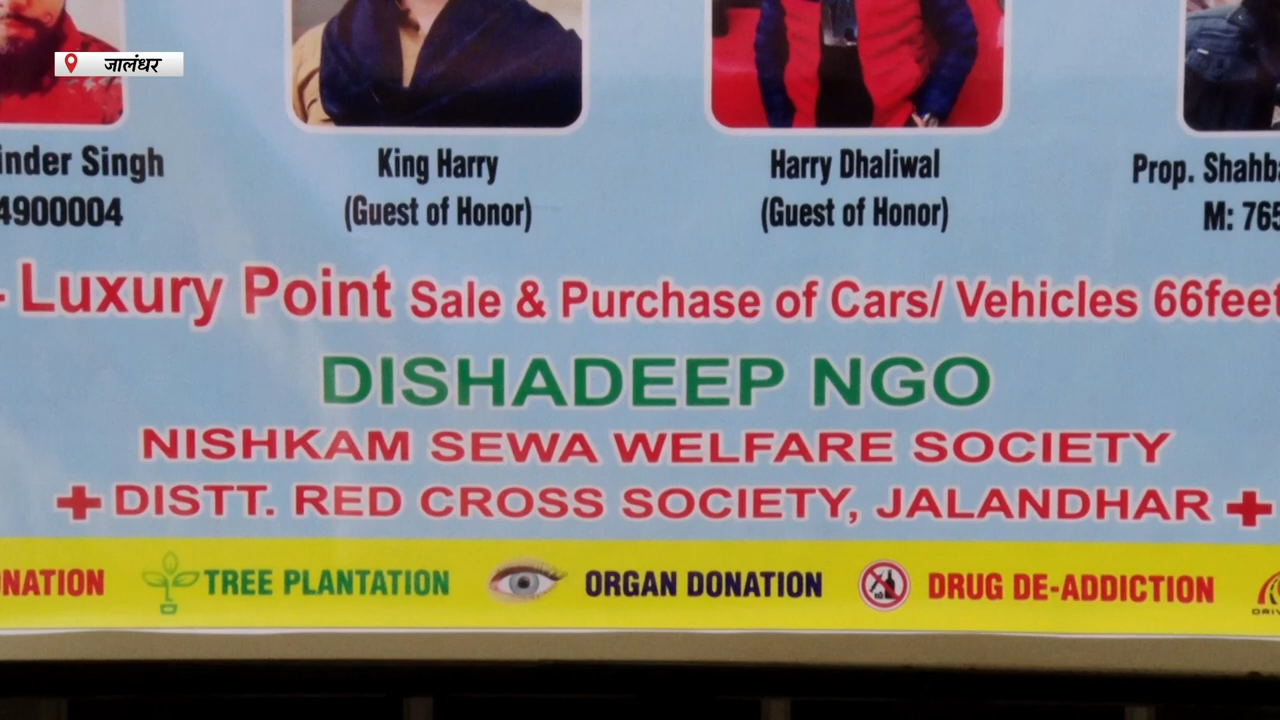 जालंधर
inder Singh King Harry Harry Dhaliwal Prop. Shahb
4900004 (Guest of Honor) (Guest of Honor) M: 765
Luxury Point Sale & Purchase of Cars/ Vehicles 66feet
DISHADEEP NGO
NISHKAM SEWA WELFARE SOCIETY
DISTT. RED CROSS SOCIETY, JALANDHAR
NATION TREE PLANTATION ORGAN DONATION DRUG DE-ADDICTION